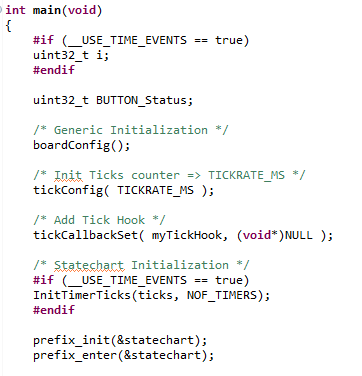 int main(void)
{
#if (__USE_TIME_EVENTS == true)
uint32_t i;
#endif
uint32_t BUTTON_Status;
/* Generic Initialization */
boardConfig();
/* Init Ticks counter => TICKRATE_MS */
tickConfig( TICKRATE_MS );
/* Add Tick Hook */
tickCallbackSet( myTickHook, (void*)NULL );
/* Statechart Initialization */
#if (__USE_TIME_EVENTS == true)
InitTimerTicks(ticks, NOF_TIMERS);
#endif
prefix_init(&statechart);
prefix_enter(&statechart);